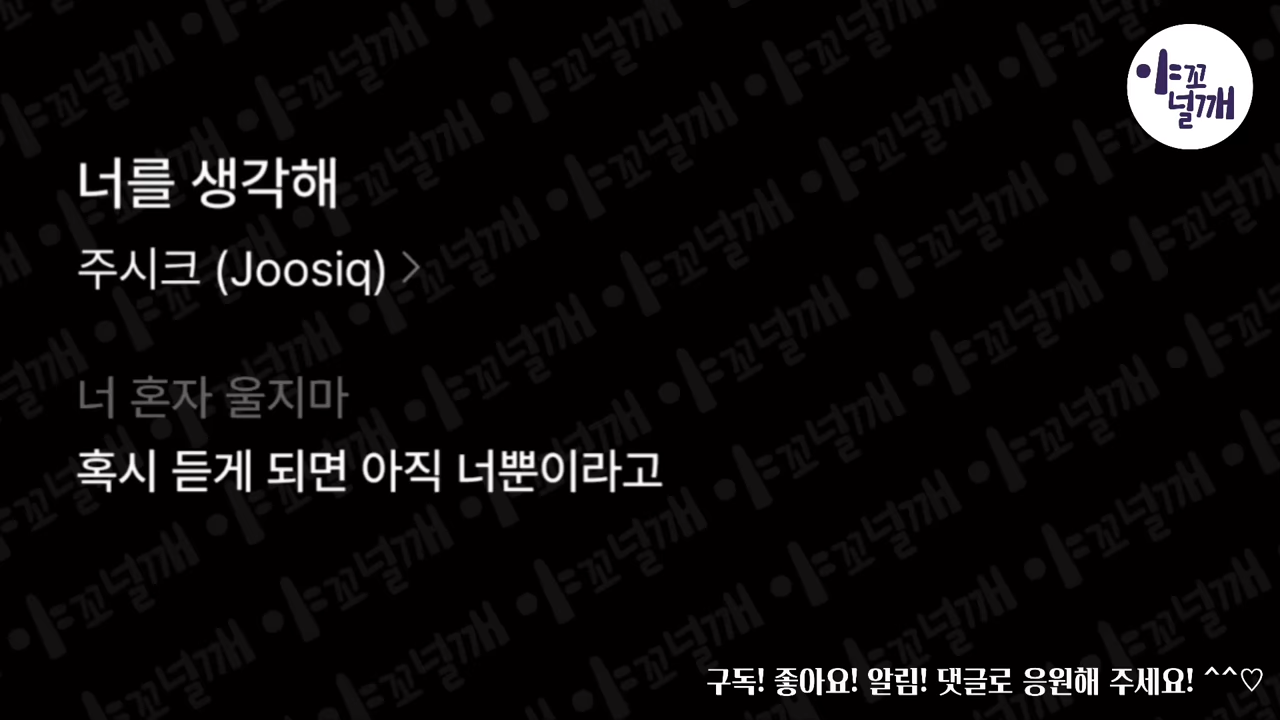 야꼬
널깨
너를 생각해
주시크 (Joosiq) >
너 혼자 울지마
혹시 듣게 되면 아직 너뿐이라고
구독! 좋아요! 알림! 댓글로 응원해 주세요! ^^♡